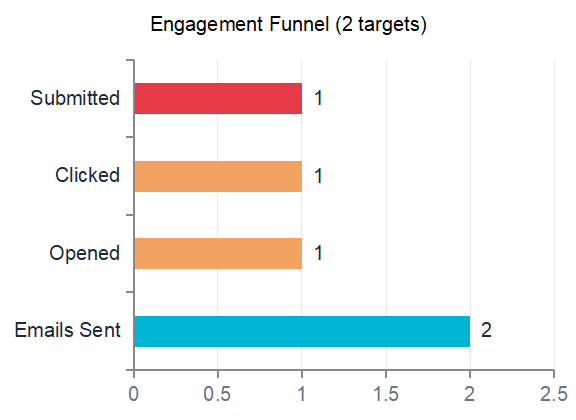 Engagement Funnel (2 targets)
Submitted 1
Clicked 1
Opened 1
Emails Sent 2
0 0.5 1 1.5 2 2.5